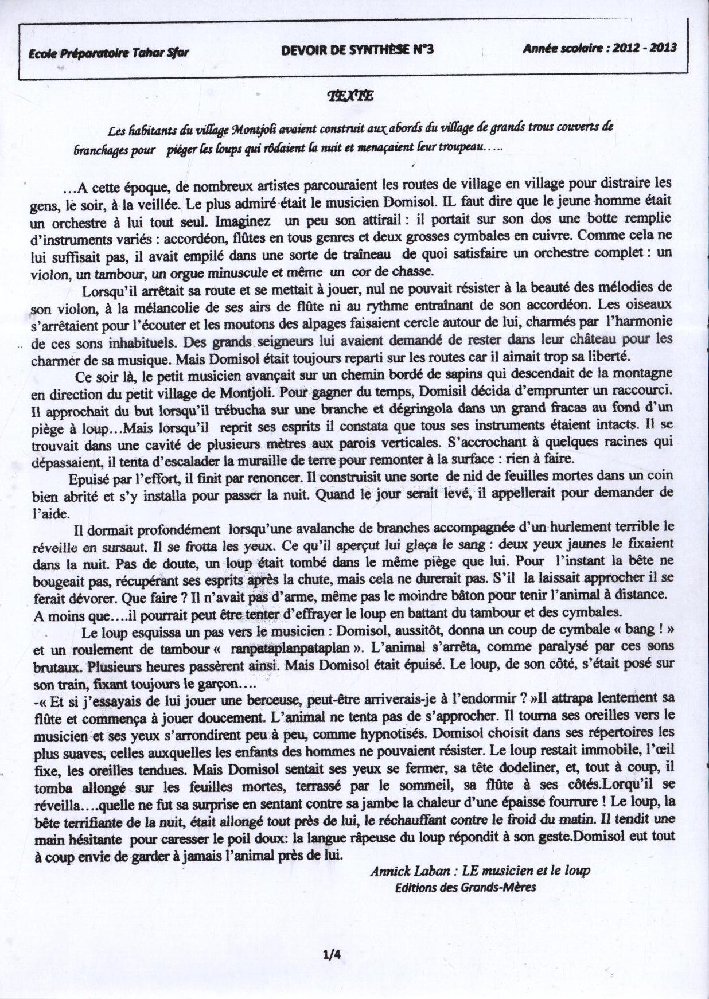 Ecole Préparatoire Tahar Sfar DEVOIR DE SYNTHÈSE N°3 Année scolaire : 2012 - 2013
TEXTE
Les habitants du village Montjoli avaient construit aux abords du village de grands trous couverts de
branchages pour piéger les loups qui rôdaient la nuit et menaçaient leur troupeau.....
...A cette époque, de nombreux artistes parcouraient les routes de village en village pour distraire les
gens, le soir, à la veillée. Le plus admiré était le musicien Domisol. IL faut dire que le jeune homme était
un orchestre à lui tout seul. Imaginez un peu son attirail : il portait sur son dos une botte remplie
d'instruments variés : accordéon, flûtes en tous genres et deux grosses cymbales en cuivre. Comme cela ne
lui suffisait pas, il avait empilé dans une sorte de traîneau de quoi satisfaire un orchestre complet : un
violon, un tambour, un orgue minuscule et même un cor de chasse.
Lorsqu'il arrêtait sa route et se mettait à jouer, nul ne pouvait résister à la beauté des mélodies de
son violon, à la mélancolie de ses airs de flûte ni au rythme entraînant de son accordéon. Les oiseaux
s'arrêtaient pour l'écouter et les moutons des alpages faisaient cercle autour de lui, charmés par l'harmonie
de ces sons inhabituels. Des grands seigneurs lui avaient demandé de rester dans leur château pour les
charmer de sa musique. Mais Domisol était toujours reparti sur les routes car il aimait trop sa liberté.
Ce soir là, le petit musicien avançait sur un chemin bordé de sapins qui descendait de la montagne
en direction du petit village de Montjoli. Pour gagner du temps, Domisil décida d'emprunter un raccourci.
Il approchait du but lorsqu'il trébucha sur une branche et dégringola dans un grand fracas au fond d'un
piège à loup...Mais lorsqu'il reprit ses esprits il constata que tous ses instruments étaient intacts. Il se
trouvait dans une cavité de plusieurs mètres aux parois verticales. S'accrochant à quelques racines qui
dépassaient, il tenta d'escalader la muraille de terre pour remonter à la surface : rien à faire.
Epuisé par l'effort, il finit par renoncer. Il construisit une sorte de nid de feuilles mortes dans un coin
bien abrité et s'y installa pour passer la nuit. Quand le jour serait levé, il appellerait pour demander de
l'aide.
Il dormait profondément lorsqu'une avalanche de branches accompagnée d'un hurlement terrible le
réveille en sursaut. Il se frotta les yeux. Ce qu'il aperçut lui glaça le sang : deux yeux jaunes le fixaient
dans la nuit. Pas de doute, un loup était tombé dans le même piège que lui. Pour l'instant la bête ne
bougeait pas, récupérant ses esprits après la chute, mais cela ne durerait pas. S'il la laissait approcher il se
ferait dévorer. Que faire ? Il n'avait pas d'arme, même pas le moindre bâton pour tenir l'animal à distance.
A moins que....il pourrait peut être tenter d'effrayer le loup en battant du tambour et des cymbales.
Le loup esquissa un pas vers le musicien : Domisol, aussitôt, donna un coup de cymbale « bang ! »
et un roulement de tambour « ranpataplanpataplan ». L'animal s'arrêta, comme paralysé par ces sons
brutaux. Plusieurs heures passèrent ainsi. Mais Domisol était épuisé. Le loup, de son côté, s'était posé sur
son train, fixant toujours le garçon....
-« Et si j'essayais de lui jouer une berceuse, peut-être arriverais-je à l'endormir ? »Il attrapa lentement sa
flûte et commença à jouer doucement. L'animal ne tenta pas de s'approcher. Il tourna ses oreilles vers le
musicien et ses yeux s'arrondirent peu à peu, comme hypnotisés. Domisol choisit dans ses répertoires les
plus suaves, celles auxquelles les enfants des hommes ne pouvaient résister. Le loup restait immobile, l'œil
fixe, les oreilles tendues. Mais Domisol sentait ses yeux se fermer, sa tête dodeliner, et, tout à coup, il
tomba allongé sur les feuilles mortes, terrassé par le sommeil, sa flûte à ses côtés.Lorqu'il se
réveilla....quelle ne fut sa surprise en sentant contre sa jambe la chaleur d'une épaisse fourrure ! Le loup, la
bête terrifiante de la nuit, était allongé tout près de lui, le réchauffant contre le froid du matin. Il tendit une
main hésitante pour caresser le poil doux: la langue râpeuse du loup répondit à son geste.Domisol eut tout
à coup envie de garder à jamais l'animal près de lui.
Annick Laban : LE musicien et le loup
Editions des Grands-Mères
1/4